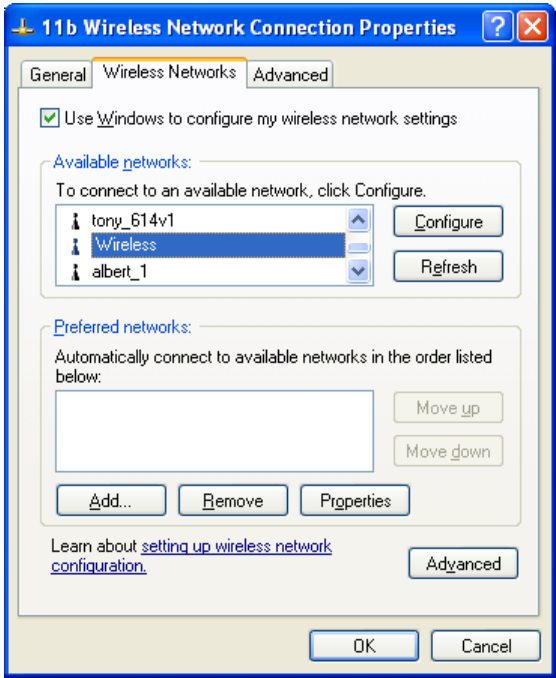 11b Wireless Network Connection Properties
General Wireless Networks Advanced
Use Windows to configure my wireless network settings
Available networks:
To connect to an available network, click Configure.
tony_614v1
Wireless
albert_1
Configure
Refresh
Preferred networks:
Automatically connect to available networks in the order listed
below:
Move up
Move down
Add... Remove Properties
Learn about setting up wireless network
configuration.
Advanced
OK Cancel